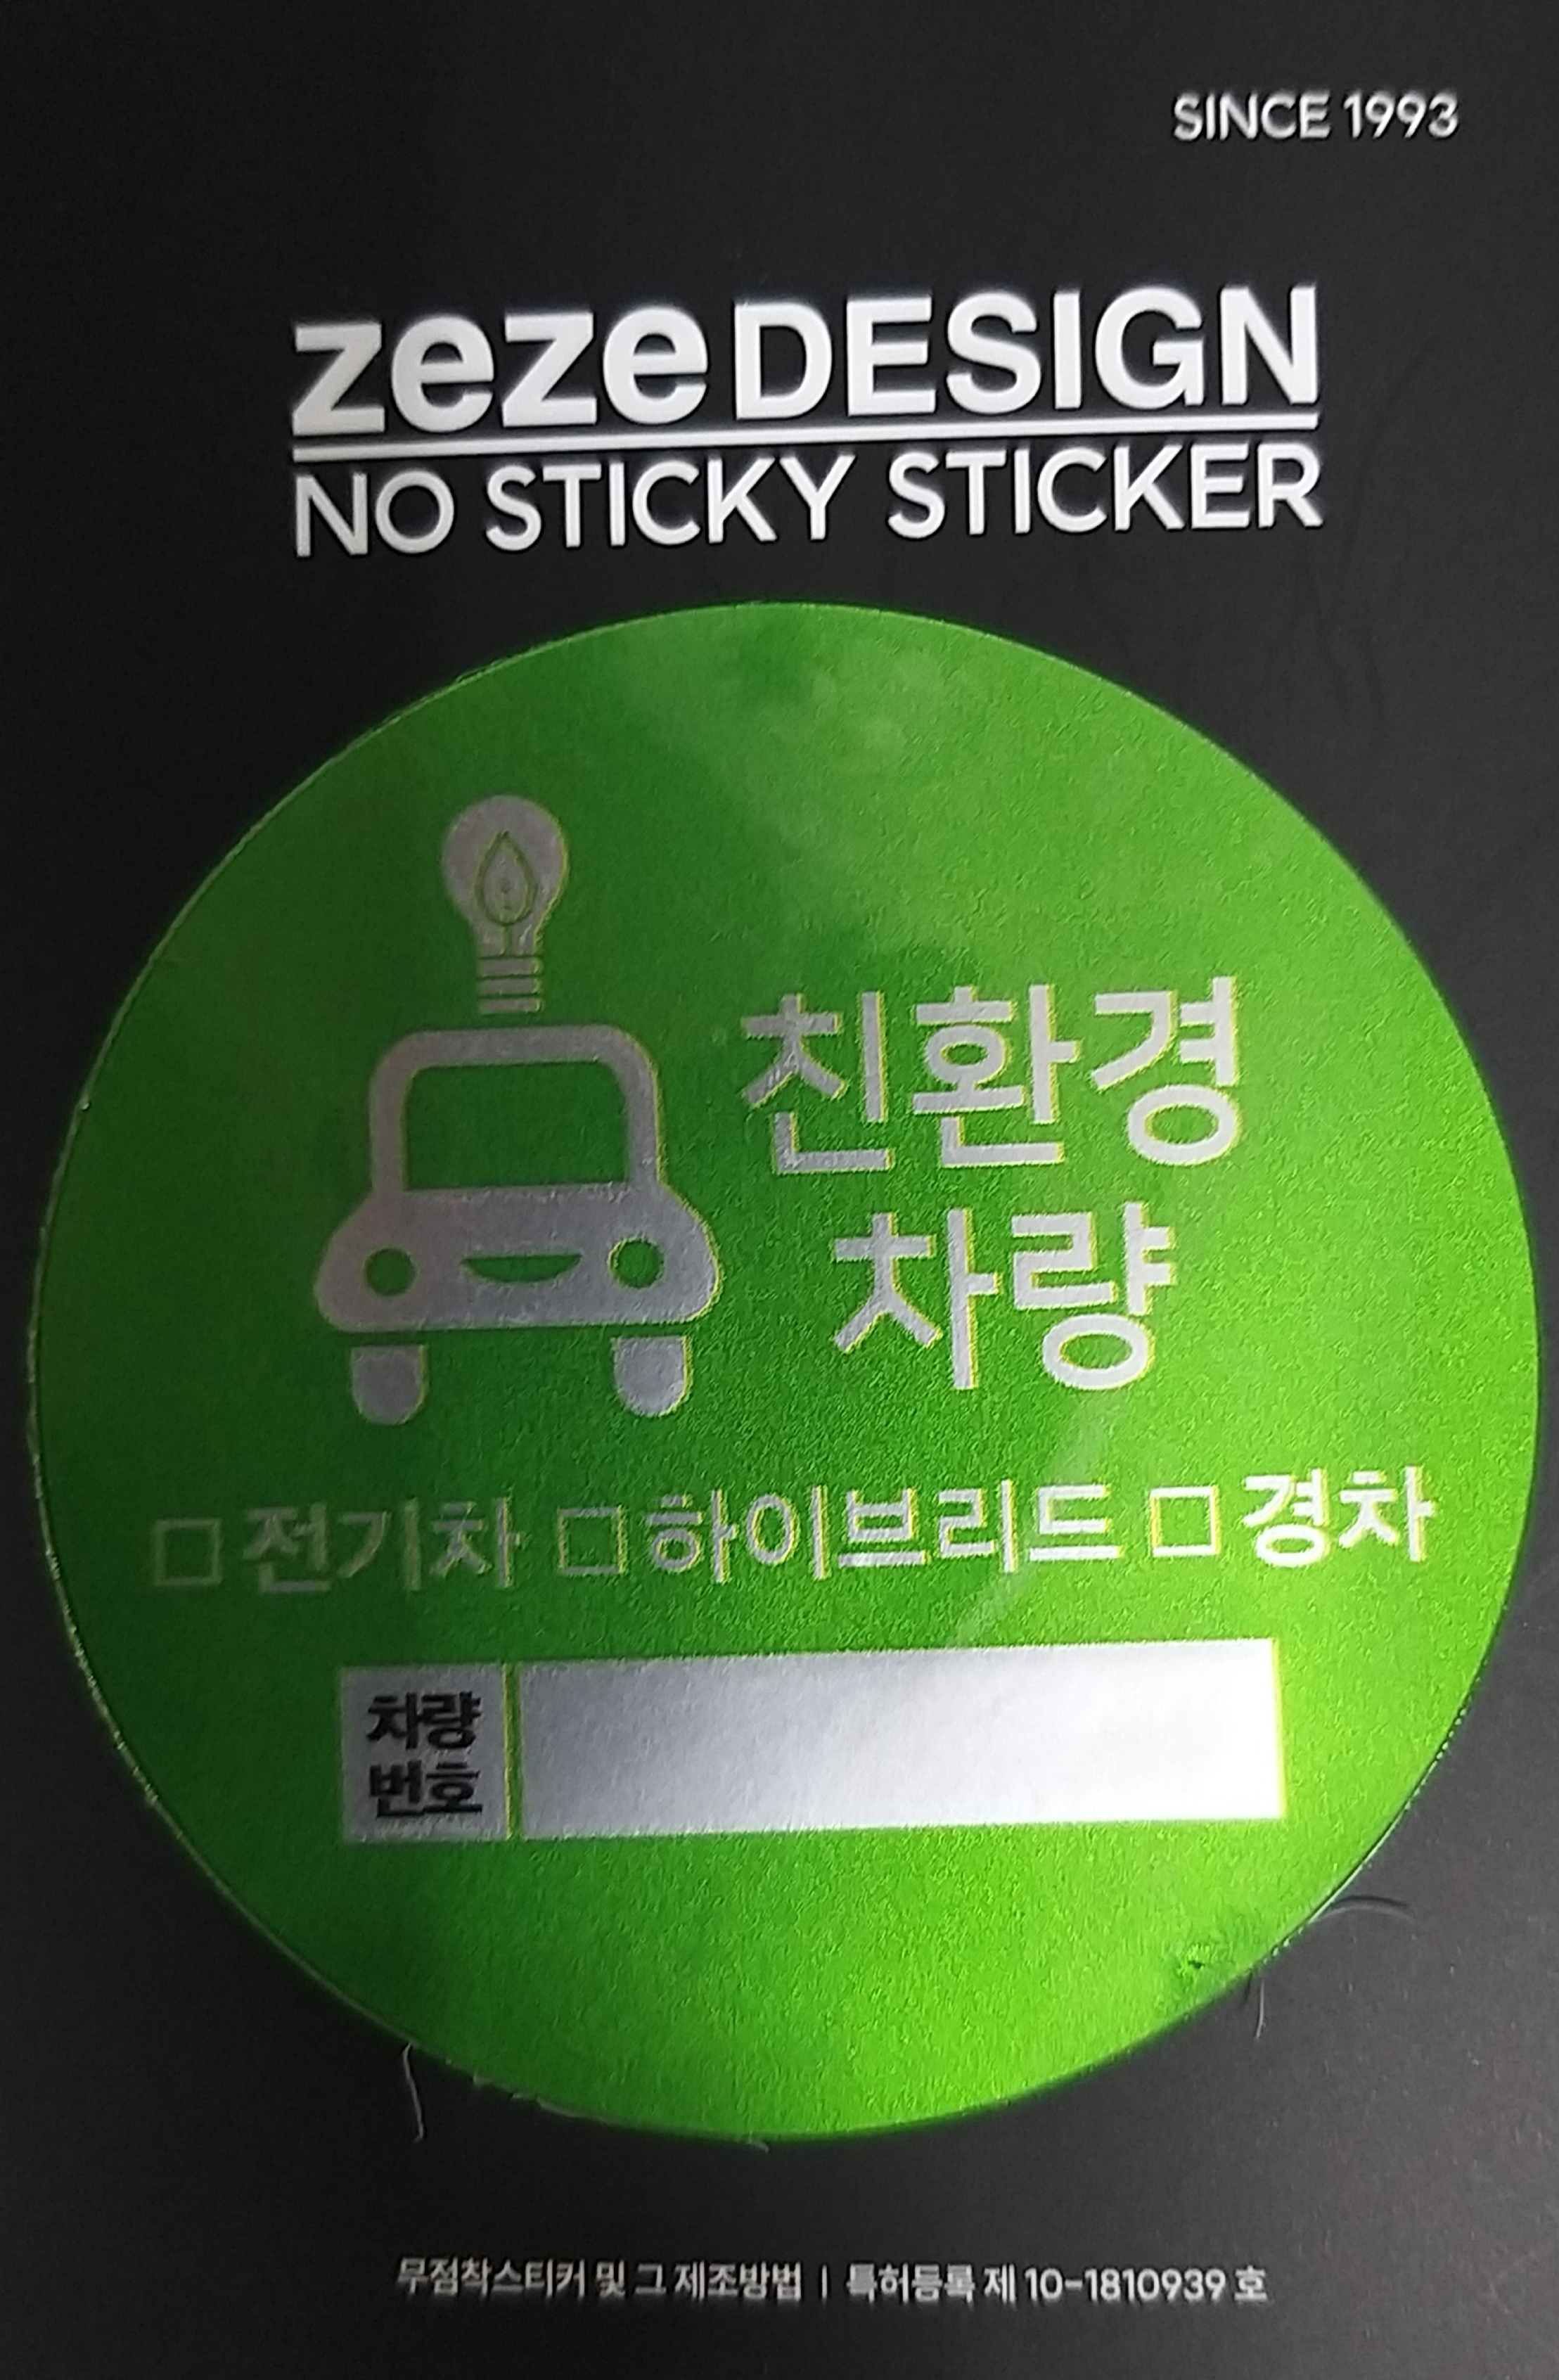 SINCE 1993
zeze DESIGN
NO STICKY STICKER
친환경
차량
□ 전기차 □ 하이브리드 □ 경차
차량
번호
무점착스티커 및 그 제조방법 | 특허등록 제 10-1810939 호